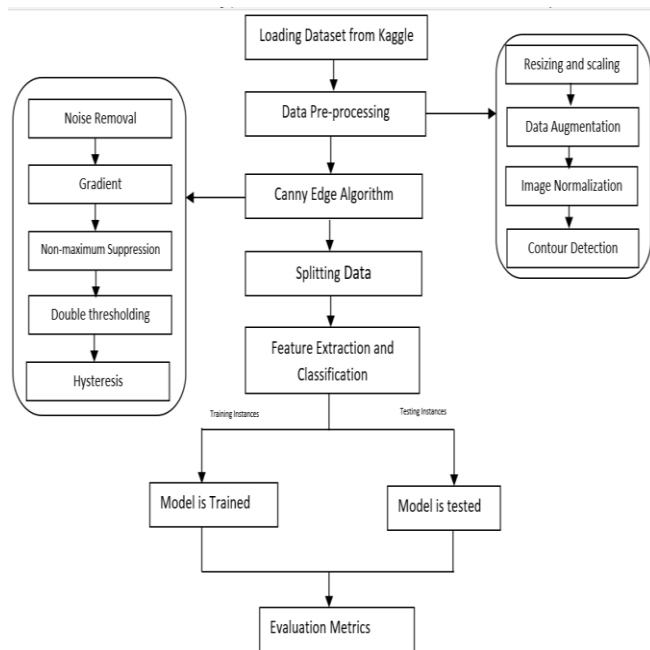 Loading Dataset from Kaggle
Data Pre-processing
Resizing and scaling
Data Augmentation
Image Normalization
Contour Detection
Canny Edge Algorithm
Noise Removal
Gradient
Non-maximum Suppression
Double thresholding
Hysteresis
Splitting Data
Feature Extraction and
Classification
Training Instances
Testing Instances
Model is Trained
Model is tested
Evaluation Metrics